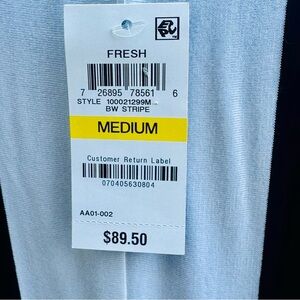 FRESH
7 26895 78561 6
STYLE 100021299M
BW STRIPE
MEDIUM
Customer Return Label
070405630804
AA01-002
$89.50